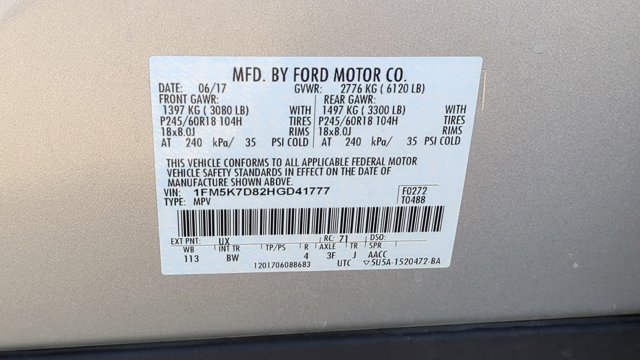 MFD. BY FORD MOTOR CO.
DATE: 06/17 GVWR: 2776 KG ( 6120 LB)
FRONT GAWR: REAR GAWR:
1397 KG ( 3080 LB) WITH 1497 KG ( 3300 LB) WITH
P245/60R18 104H TIRES P245/60R18 104H TIRES
18x8.0J RIMS 18x8.0J RIMS
AT 240 kPa/ 35 PSI COLD AT 240 kPa/ 35 PSI COLD
THIS VEHICLE CONFORMS TO ALL APPLICABLE FEDERAL MOTOR
VEHICLE SAFETY STANDARDS IN EFFECT ON THE DATE OF
MANUFACTURE SHOWN ABOVE.
VIN: 1FM5K7D82HGD41777 F0272
TYPE: MPV T0488
EXT PNT: UX RC: 71 DSO:
WB INT TR TP/PS R AXLE TR SPR
113 BW 4 3F J AACC
1201706088683 UTC ▽5U5A-1520472-BA